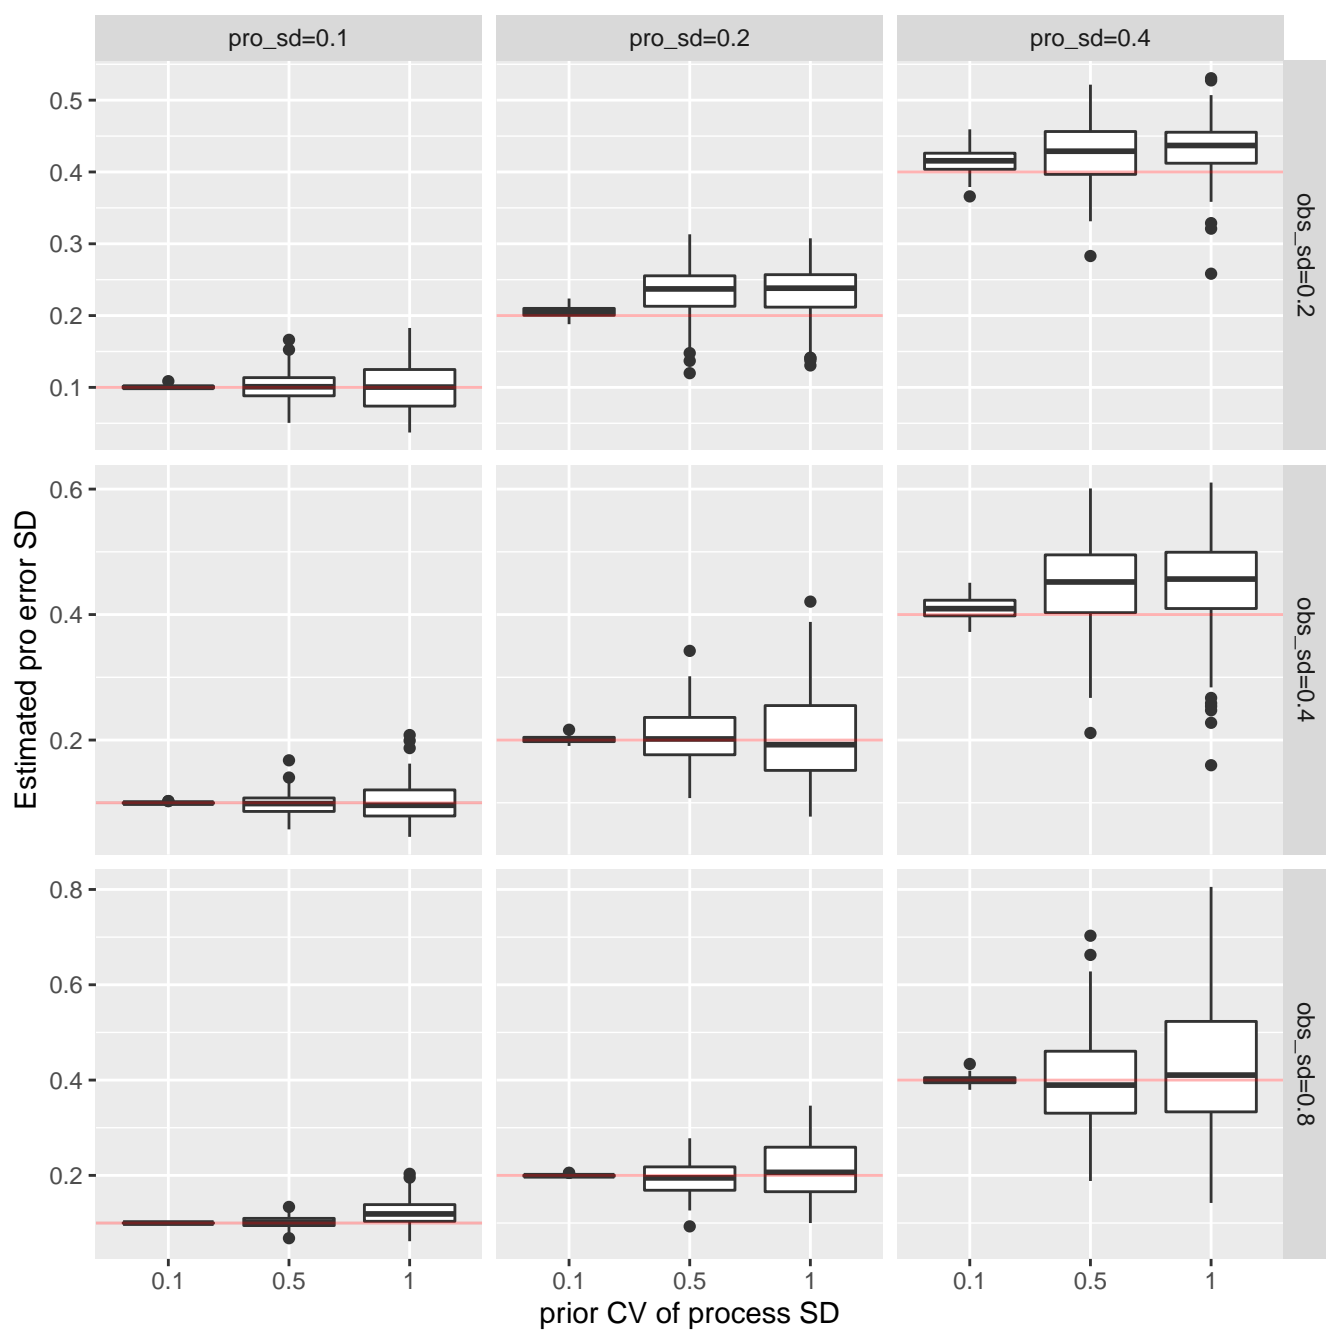 pro_sd=0.1 pro_sd=0.2 pro_sd=0.4
0.5
0.4
0.3
0.2
0.1
obs_sd=0.2
0.6
0.4
0.2
obs_sd=0.4
0.8
0.6
0.4
0.2
obs_sd=0.8
Estimated pro error SD
0.1 0.5 1 0.1 0.5 1 0.1 0.5 1
prior CV of process SD